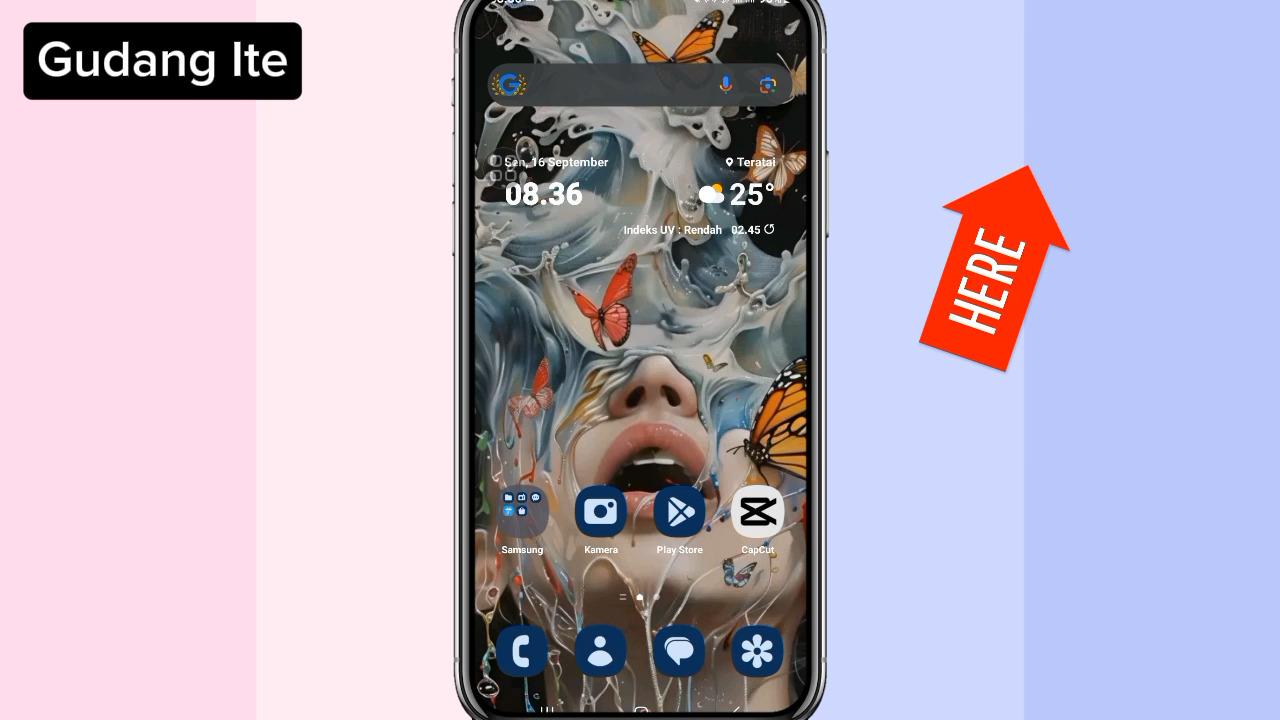 Gudang lte
Sen, 16 September
Teratai
08.36
25°
Indeks UV : Rendah 02.45
HERE
Samsung
Kamera
Play Store
CapCut